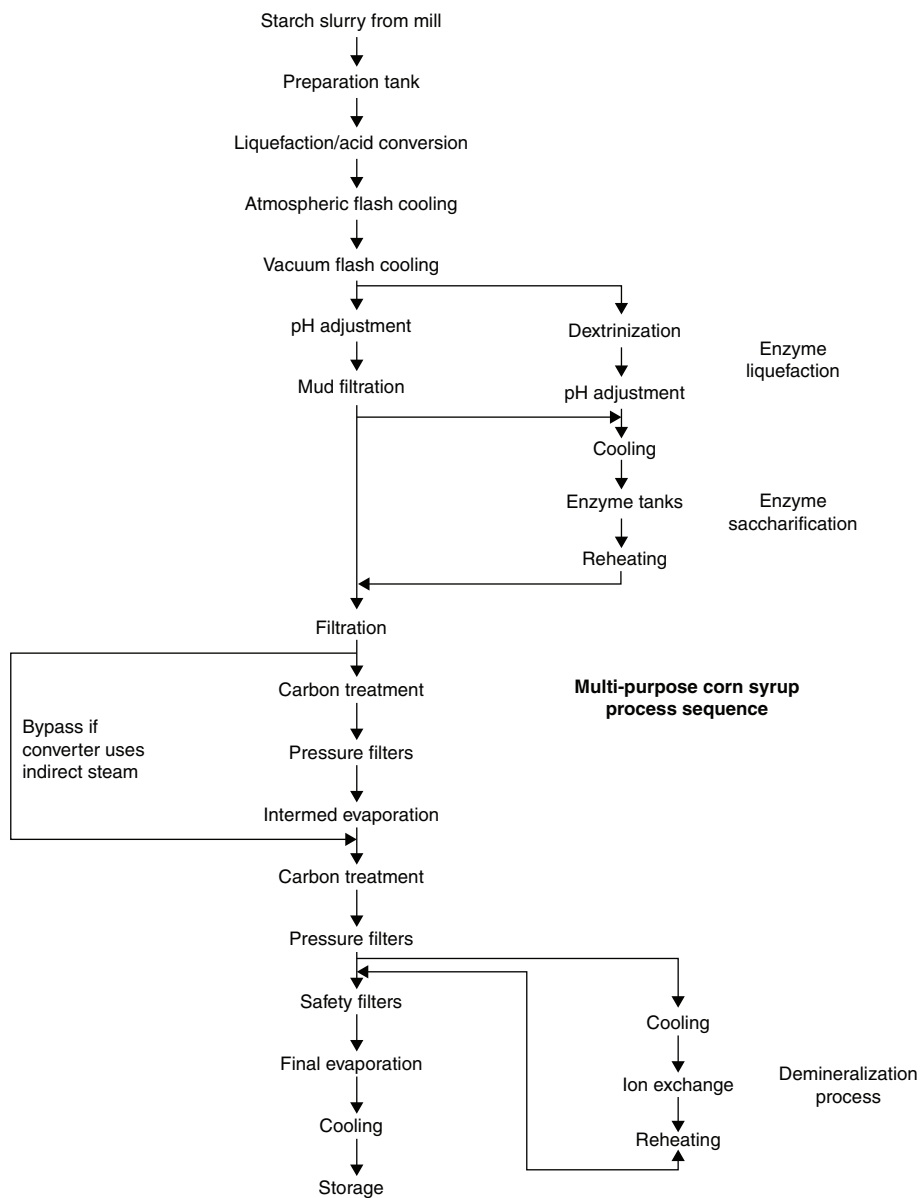 Starch slurry from mill
Preparation tank
Liquefaction/acid conversion
Atmospheric flash cooling
Vacuum flash cooling
pH adjustment
Mud filtration
Dextrinization
pH adjustment
Enzyme
liquefaction
Cooling
Enzyme tanks
Reheating
Enzyme
saccharification
Filtration
Carbon treatment
Pressure filters
Intermed evaporation
Multi-purpose corn syrup
process sequence
Bypass if
converter uses
indirect steam
Carbon treatment
Pressure filters
Safety filters
Final evaporation
Cooling
Storage
Cooling
Ion exchange
Reheating
Demineralization
process